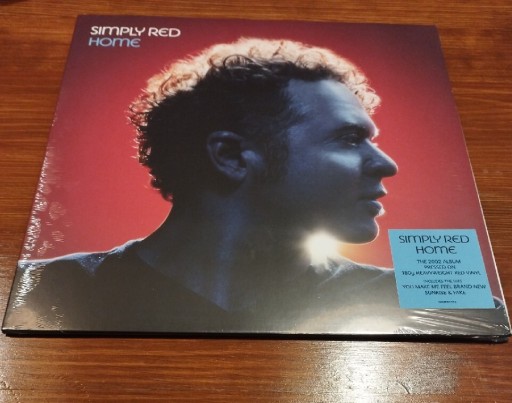 SIMPLY RED
HOME
SIMPLY RED
HOME
THE 2003 ALBUM
PRESSED ON
180g HEAVYWEIGHT RED VINYL
INCLUDES THE HITS
YOU MAKE ME FEEL BRAND NEW
SUNRISE & FAKE